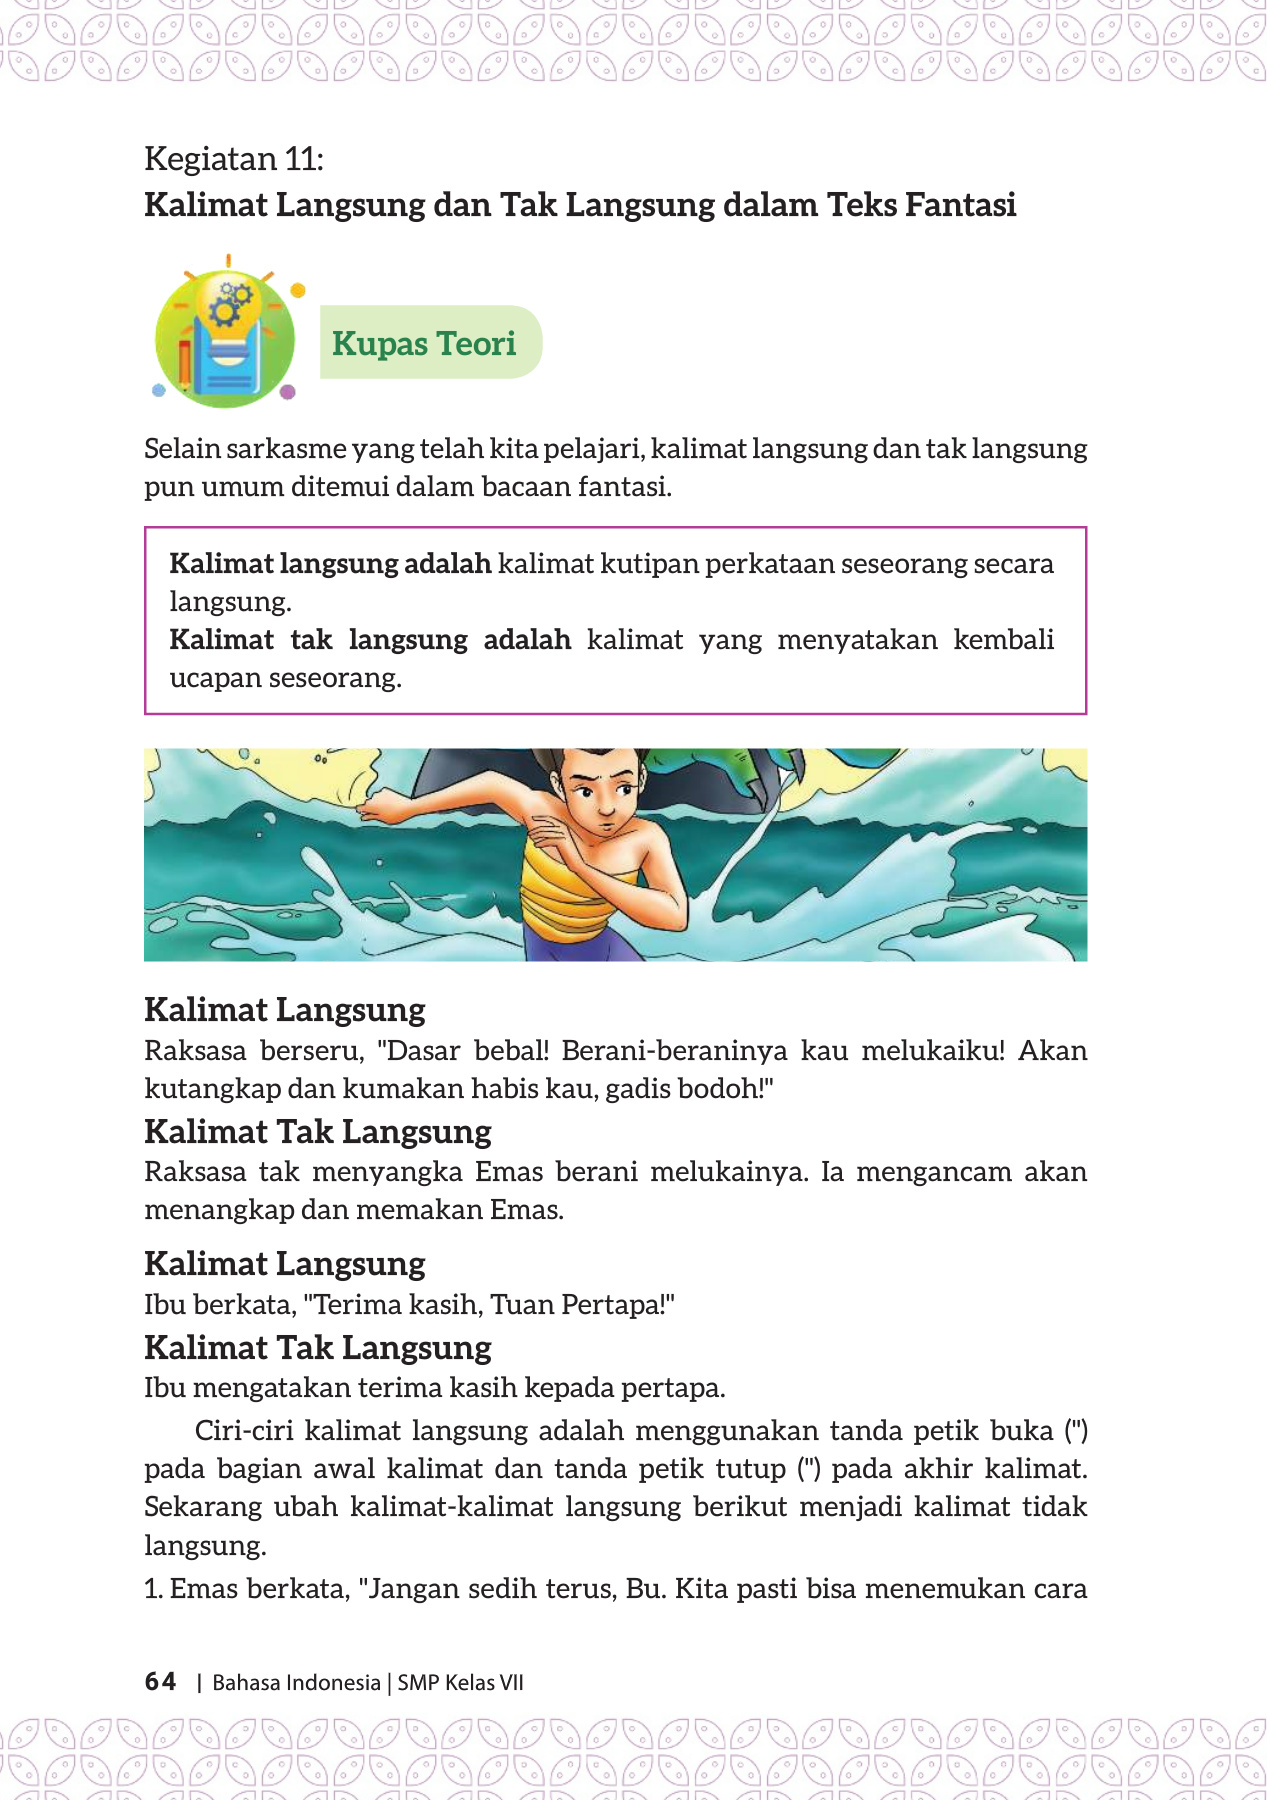 Kegiatan 11:
Kalimat Langsung dan Tak Langsung dalam Teks Fantasi
Kupas Teori
Selain sarkasme yang telah kita pelajari, kalimat langsung dan tak langsung
pun umum ditemui dalam bacaan fantasi.
Kalimat langsung adalah kalimat kutipan perkataan seseorang secara
langsung.
Kalimat tak langsung adalah kalimat yang menyatakan kembali
ucapan seseorang.
Kalimat Langsung
Raksasa berseru, "Dasar bebal! Berani-beraninya kau melukaiku! Akan
kutangkap dan kumakan habis kau, gadis bodoh!"
Kalimat Tak Langsung
Raksasa tak menyangka Emas berani melukainya. Ia mengancam akan
menangkap dan memakan Emas.
Kalimat Langsung
Ibu berkata, "Terima kasih, Tuan Pertapa!"
Kalimat Tak Langsung
Ibu mengatakan terima kasih kepada pertapa.
Ciri-ciri kalimat langsung adalah menggunakan tanda petik buka (")
pada bagian awal kalimat dan tanda petik tutup (") pada akhir kalimat.
Sekarang ubah kalimat-kalimat langsung berikut menjadi kalimat tidak
langsung.
1. Emas berkata, "Jangan sedih terus, Bu. Kita pasti bisa menemukan cara
64 | Bahasa Indonesia | SMP Kelas VII